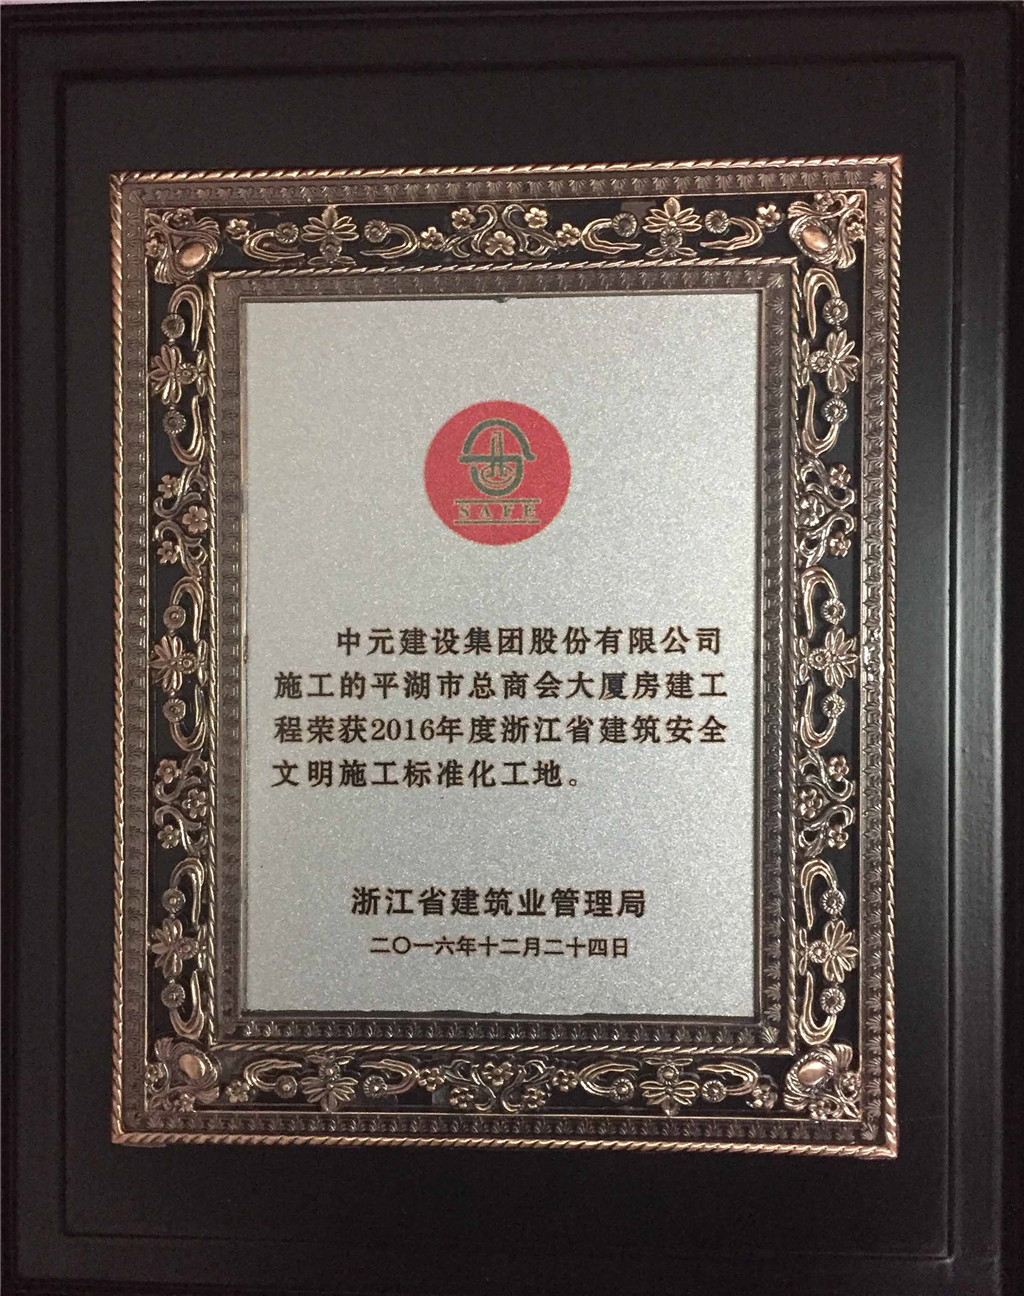 SAFE
中元建设集团股份有限公司
施工的平湖市总商会大厦房建工
程荣获2016年度浙江省建筑安全
文明施工标准化工地。
浙江省建筑业管理局
二〇一六年十二月二十四日